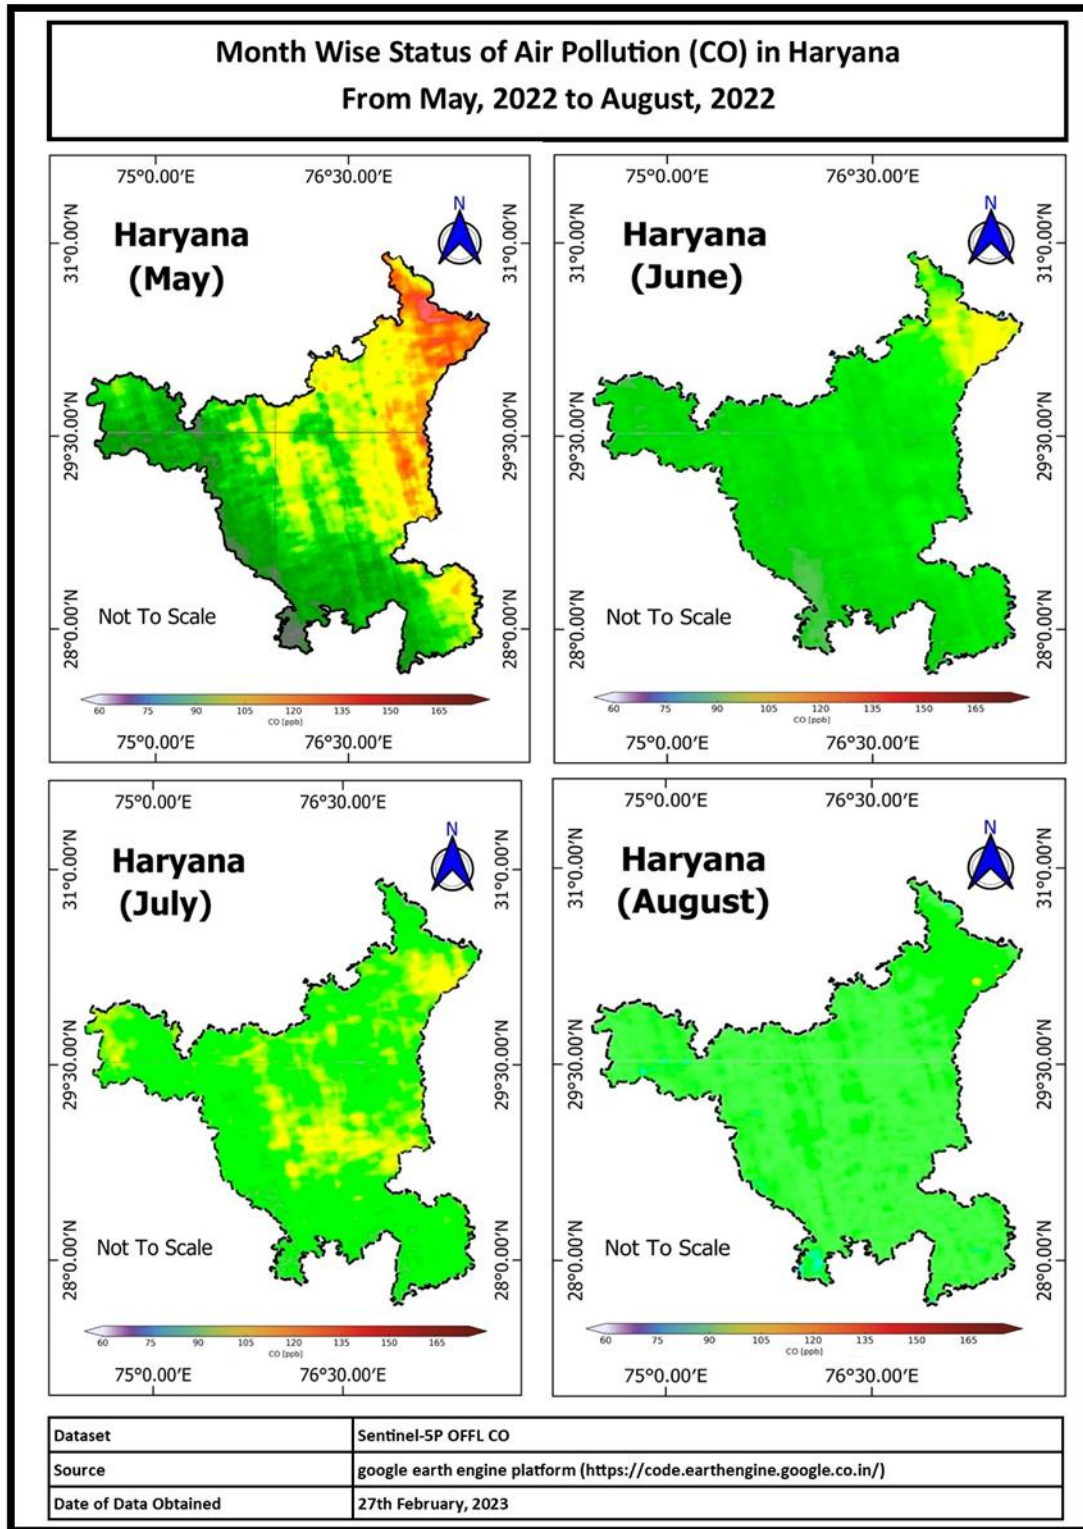 Month Wise Status of Air Pollution (CO) in Haryana
From May, 2022 to August, 2022
75°0.00′E 76°30.00′E
31°0.00′N
29°30.00′N
28°0.00′N
Haryana
(May)
N
31°0.00′N
29°30.00′N
28°0.00′N
Not To Scale
60 75 90 105 120 135 150 165
CO [ppb]
75°0.00′E 76°30.00′E
75°0.00′E 76°30.00′E
31°0.00′N
29°30.00′N
28°0.00′N
Haryana
(June)
N
31°0.00′N
29°30.00′N
28°0.00′N
Not To Scale
60 75 90 105 120 135 150 165
CO [ppb]
75°0.00′E 76°30.00′E
75°0.00′E 76°30.00′E
31°0.00′N
29°30.00′N
28°0.00′N
Haryana
(July)
N
31°0.00′N
29°30.00′N
28°0.00′N
Not To Scale
60 75 90 105 120 135 150 165
CO [ppb]
75°0.00′E 76°30.00′E
75°0.00′E 76°30.00′E
31°0.00′N
29°30.00′N
28°0.00′N
Haryana
(August)
N
31°0.00′N
29°30.00′N
28°0.00′N
Not To Scale
60 75 90 105 120 135 150 165
CO [ppb]
75°0.00′E 76°30.00′E
Dataset Sentinel-5P OFFL CO
Source google earth engine platform (https://code.earthengine.google.co.in/)
Date of Data Obtained 27th February, 2023